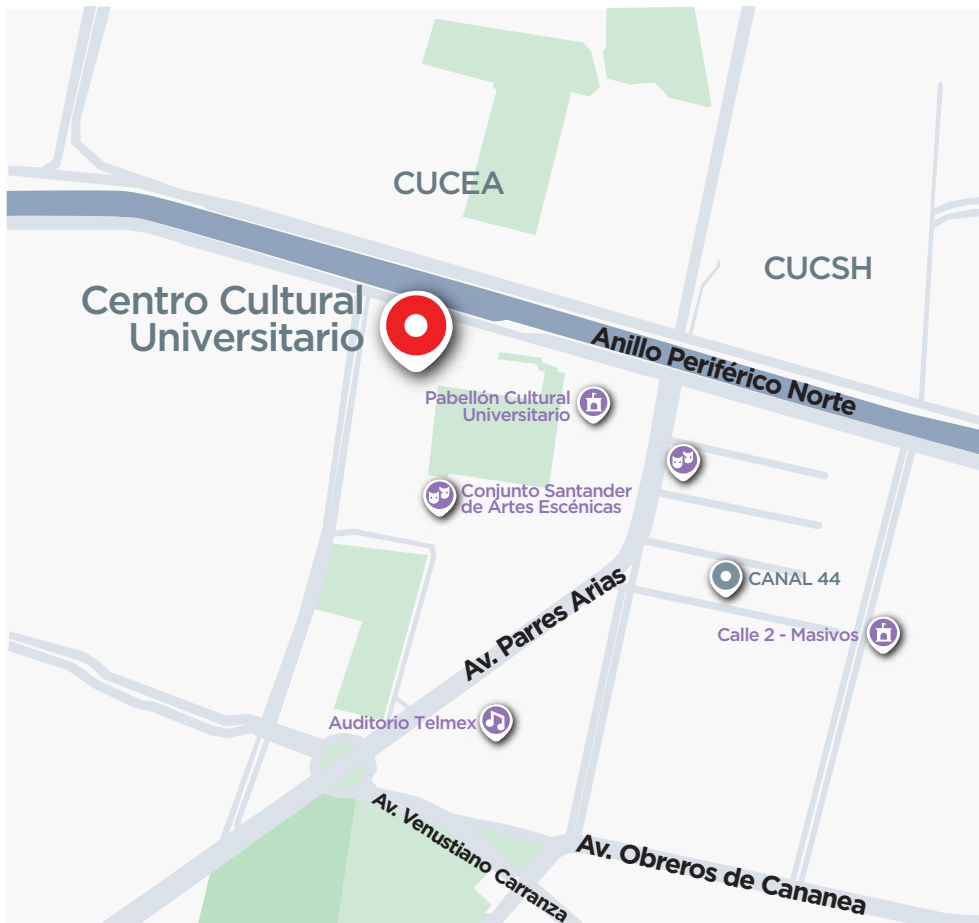 CUCEA
CUCSH
Centro Cultural
Universitario
Anillo Periférico Norte
Pabellón Cultural
Universitario
Conjunto Santander
de Artes Escénicas
CANAL 44
Av. Parres Arias
Calle 2 - Masivos
Auditorio Telmex
Av. Venustiano Carranza
Av. Obreros de Cananea